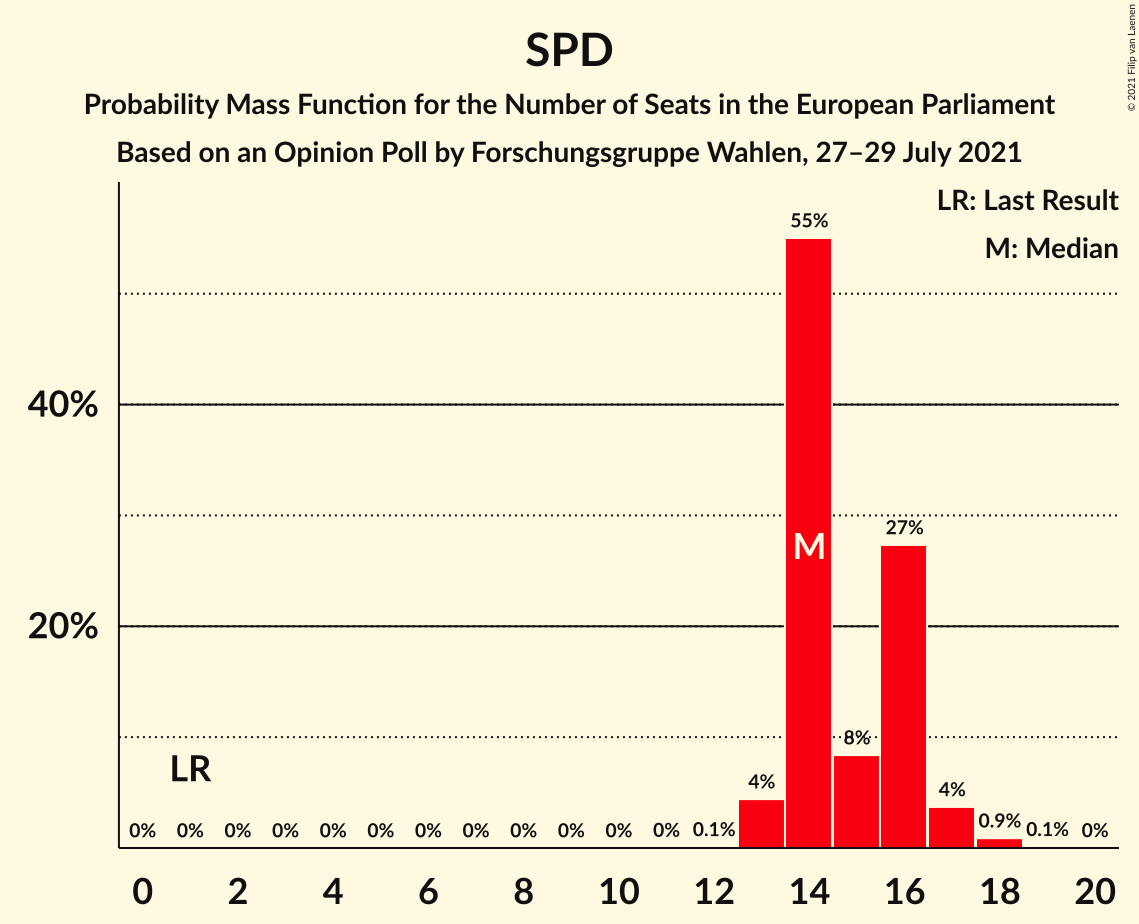 SPD
Probability Mass Function for the Number of Seats in the European Parliament
Based on an Opinion Poll by Forschungsgruppe Wahlen, 27–29 July 2021
© 2021 Filip van Laenen
LR: Last Result
M: Median
55%
40%
27%
M
20%
8%
LR
4%
4%
0% 0% 0% 0% 0% 0% 0% 0% 0% 0% 0% 0% 0.1% 0.9% 0.1% 0%
0 2 4 6 8 10 12 14 16 18 20